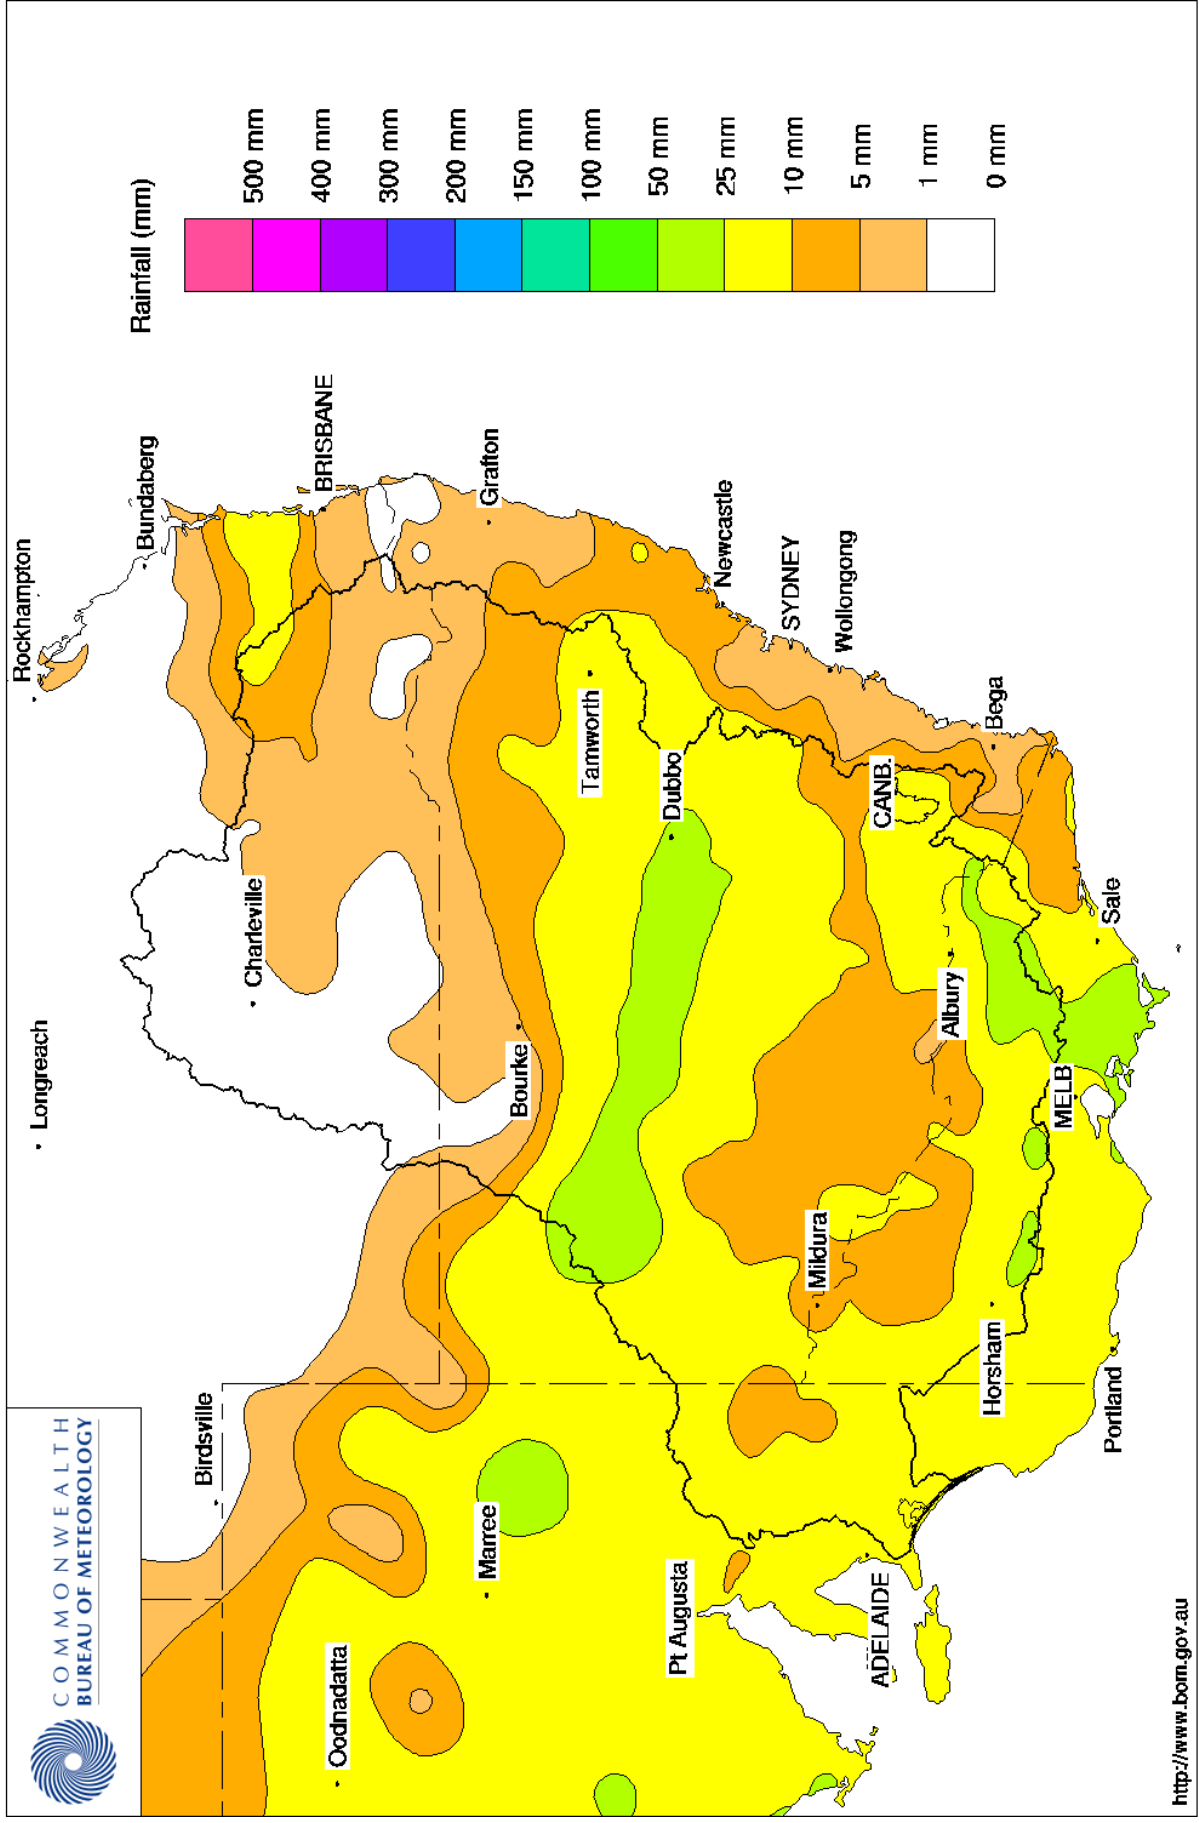 COMMONWEALTH
BUREAU OF METEOROLOGY
Rockhampton
Longreach
Bundaberg
Birdsville
Charleville
BRISBANE
Oodnadatta
Grafton
Bourke
Marree
Tamworth
Dubbo
Pt Augusta
Newcastle
SYDNEY
Mildura
Wollongong
CANB.
ADELAIDE
Albury
Bega
Horsham
MELB
Sale
Portland
Rainfall (mm)
500 mm
400 mm
300 mm
200 mm
150 mm
100 mm
50 mm
25 mm
10 mm
5 mm
1 mm
0 mm
http://www.bom.gov.au